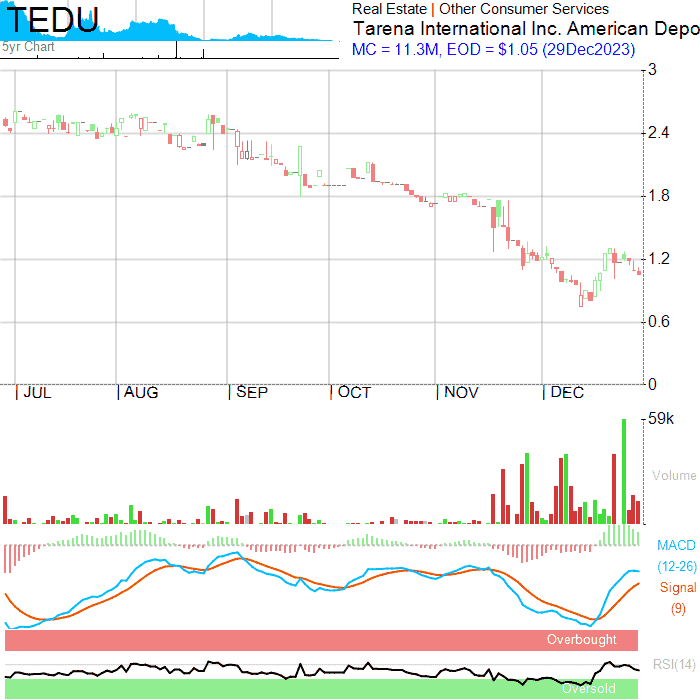 TEDU
5yr Chart
Real Estate | Other Consumer Services
Tarena International Inc. American Depo
MC = 11.3M, EOD = $1.05 (29Dec2023)
3
2.4
1.8
1.2
0.6
0
JUL AUG SEP OCT NOV DEC
59k
Volume
MACD
(12-26)
Signal
(9)
Overbought
RSI(14)
Oversold